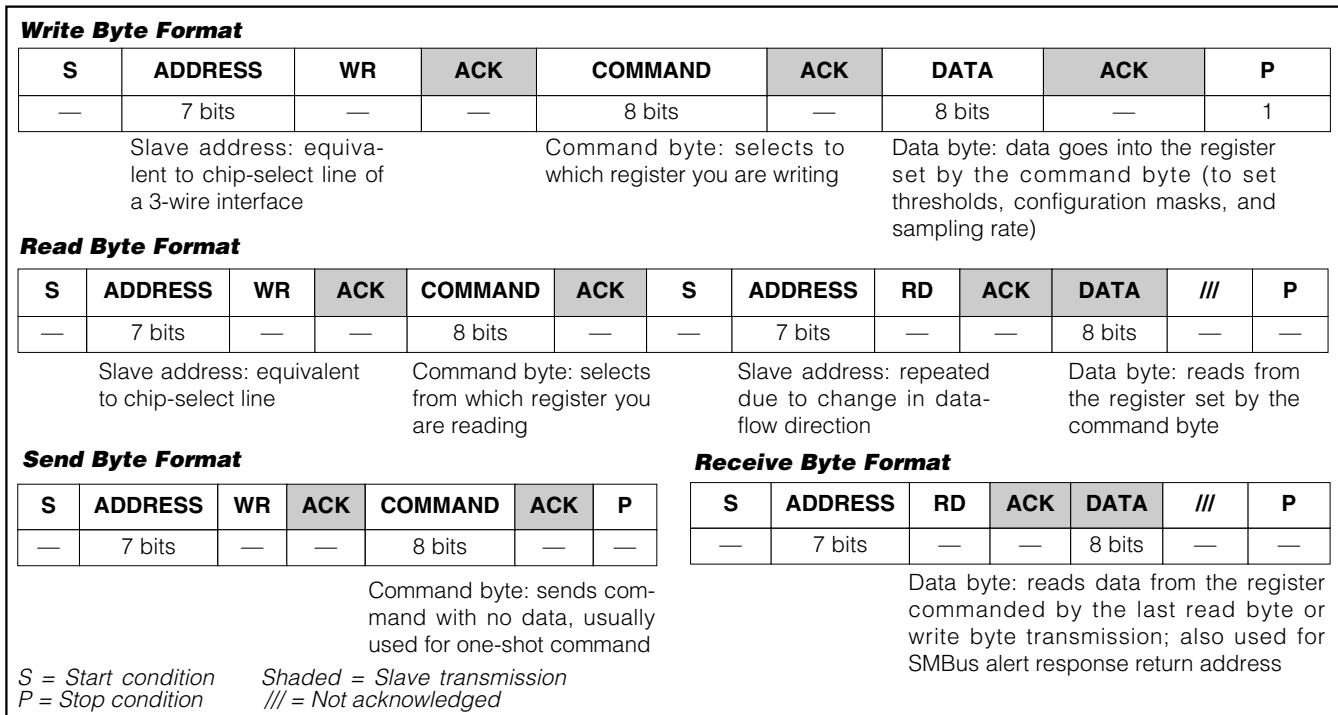 Write Byte Format
S ADDRESS WR ACK COMMAND ACK DATA ACK P
— 7 bits — — 8 bits — 8 bits — 1
Slave address: equiva-
lent to chip-select line of
a 3-wire interface
Command byte: selects to
which register you are writing
Data byte: data goes into the register
set by the command byte (to set
thresholds, configuration masks, and
sampling rate)
Read Byte Format
S ADDRESS WR ACK COMMAND ACK S ADDRESS RD ACK DATA /// P
— 7 bits — — 8 bits — — 7 bits — — 8 bits — —
Slave address: equivalent
to chip-select line
Command byte: selects
from which register you
are reading
Slave address: repeated
due to change in data-
flow direction
Data byte: reads from
the register set by the
command byte
Send Byte Format
S ADDRESS WR ACK COMMAND ACK P
— 7 bits — — 8 bits — —
Command byte: sends com-
mand with no data, usually
used for one-shot command
Receive Byte Format
S ADDRESS RD ACK DATA /// P
— 7 bits — — 8 bits — —
Data byte: reads data from the register
commanded by the last read byte or
write byte transmission; also used for
SMBus alert response return address
S = Start condition Shaded = Slave transmission
P = Stop condition /// = Not acknowledged